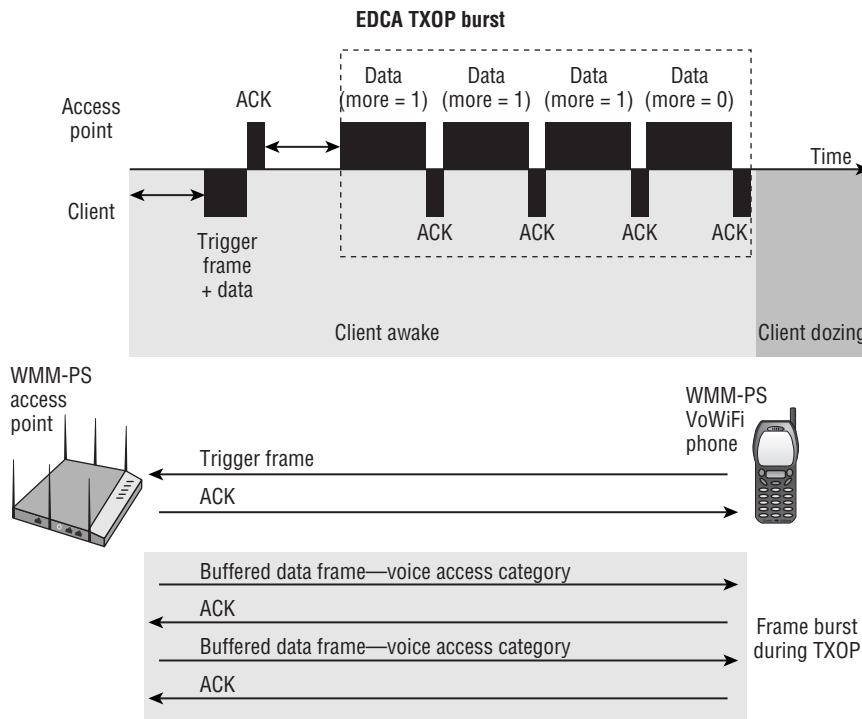 EDCA TXOP burst
Data
(more = 1)
Data
(more = 1)
Data
(more = 1)
Data
(more = 0)
ACK
Access
point
Time
Client
Trigger
frame
+ data
ACK
ACK
ACK
ACK
Client awake
Client dozing
WMM-PS
access
point
WMM-PS
VoWiFi
phone
Trigger frame
ACK
Buffered data frame—voice access category
ACK
Buffered data frame—voice access category
ACK
Frame burst
during TXOP